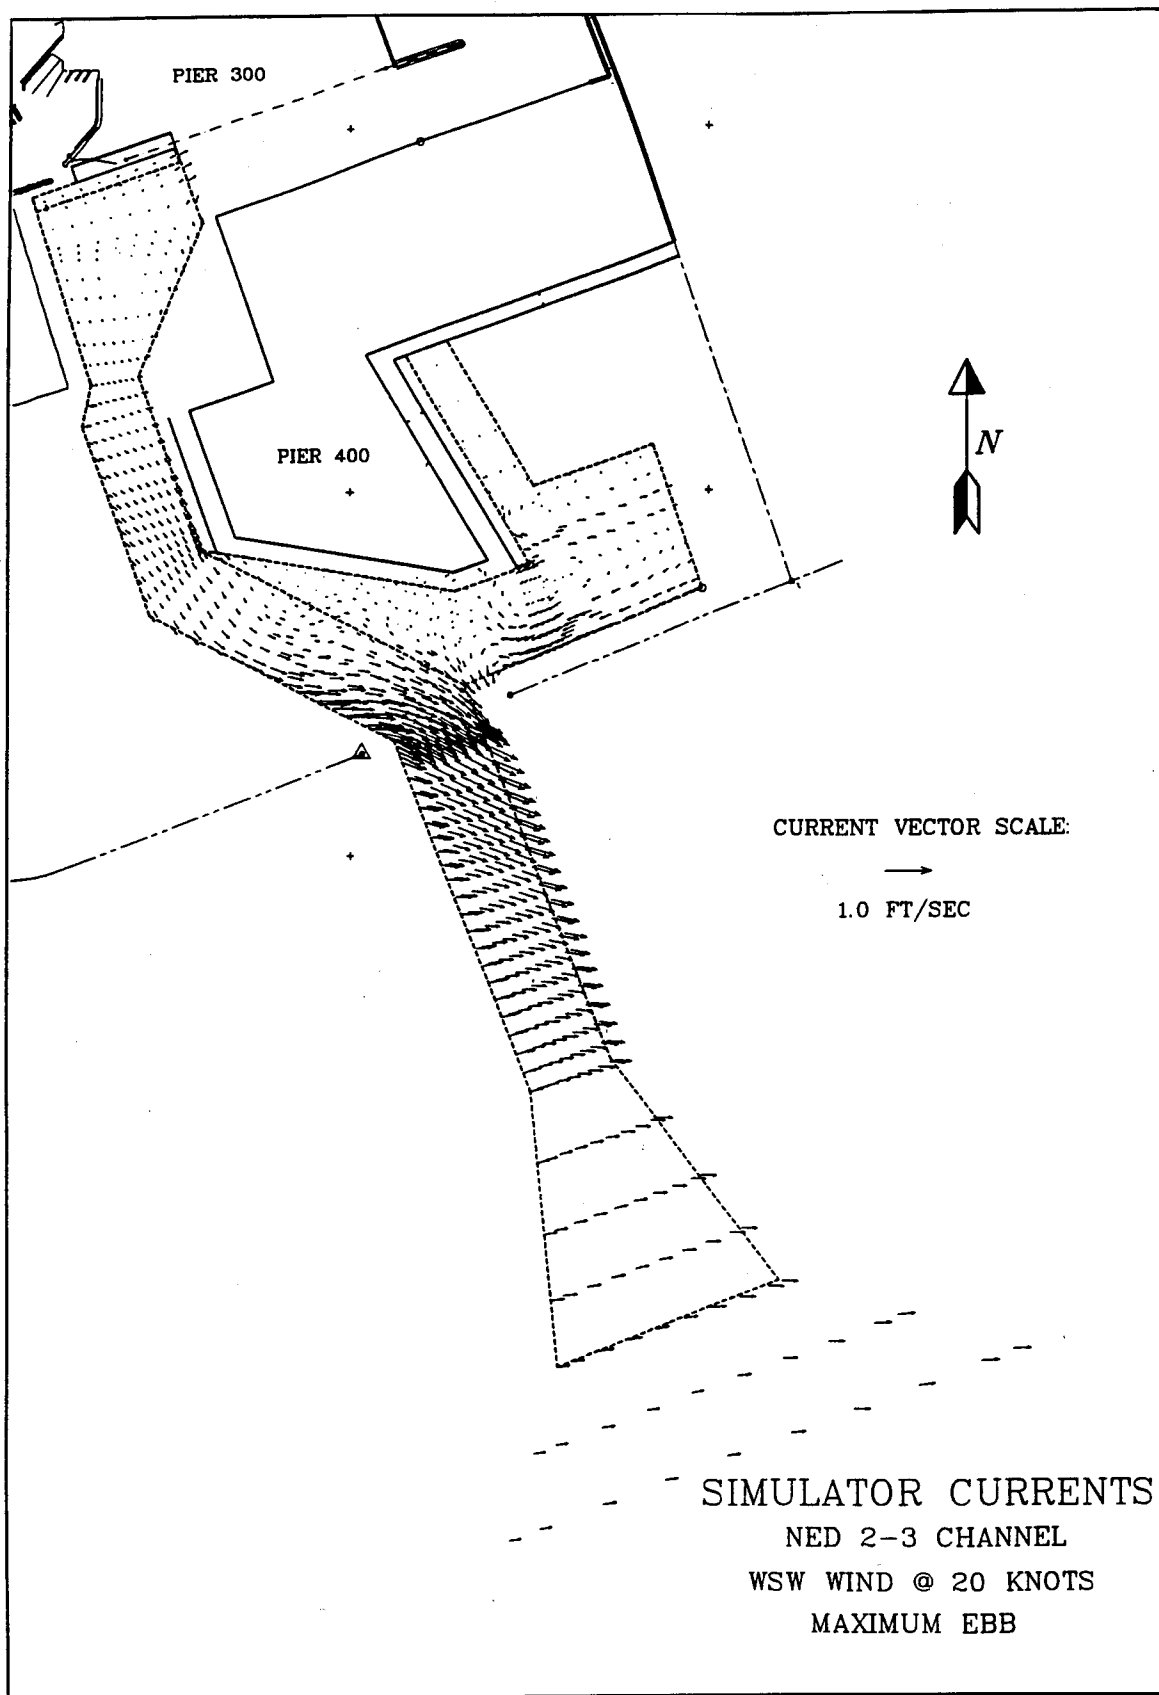 PIER 300
PIER 400
N
CURRENT VECTOR SCALE:
1.0 FT/SEC
SIMULATOR CURRENTS
NED 2-3 CHANNEL
WSW WIND @ 20 KNOTS
MAXIMUM EBB